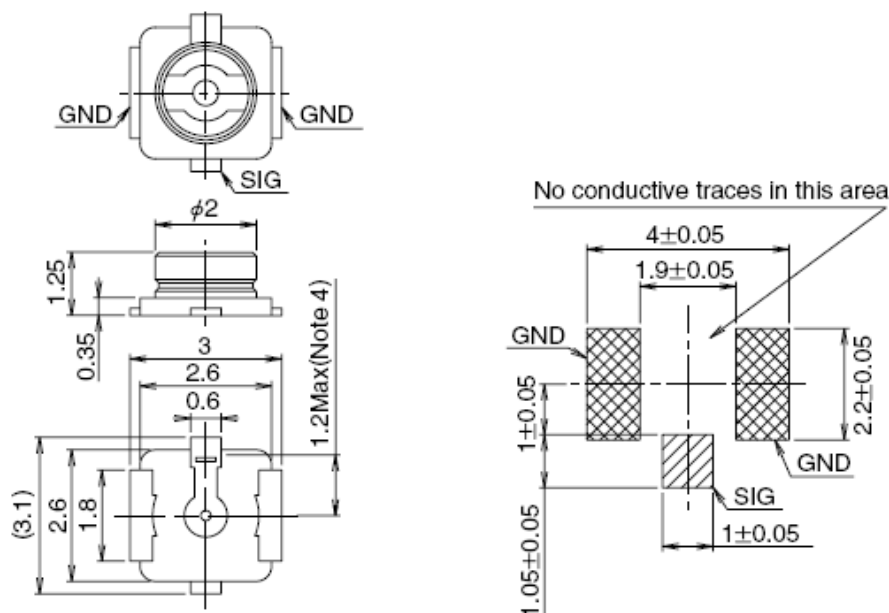 GND
GND
SIG
ϕ2
1.25
0.35
3
2.6
0.6
1.2Max(Note 4)
(3.1)
2.6
1.8
No conductive traces in this area
4±0.05
1.9±0.05
GND
1±0.05
2.2±0.05
GND
SIG
1±0.05
1.05±0.05